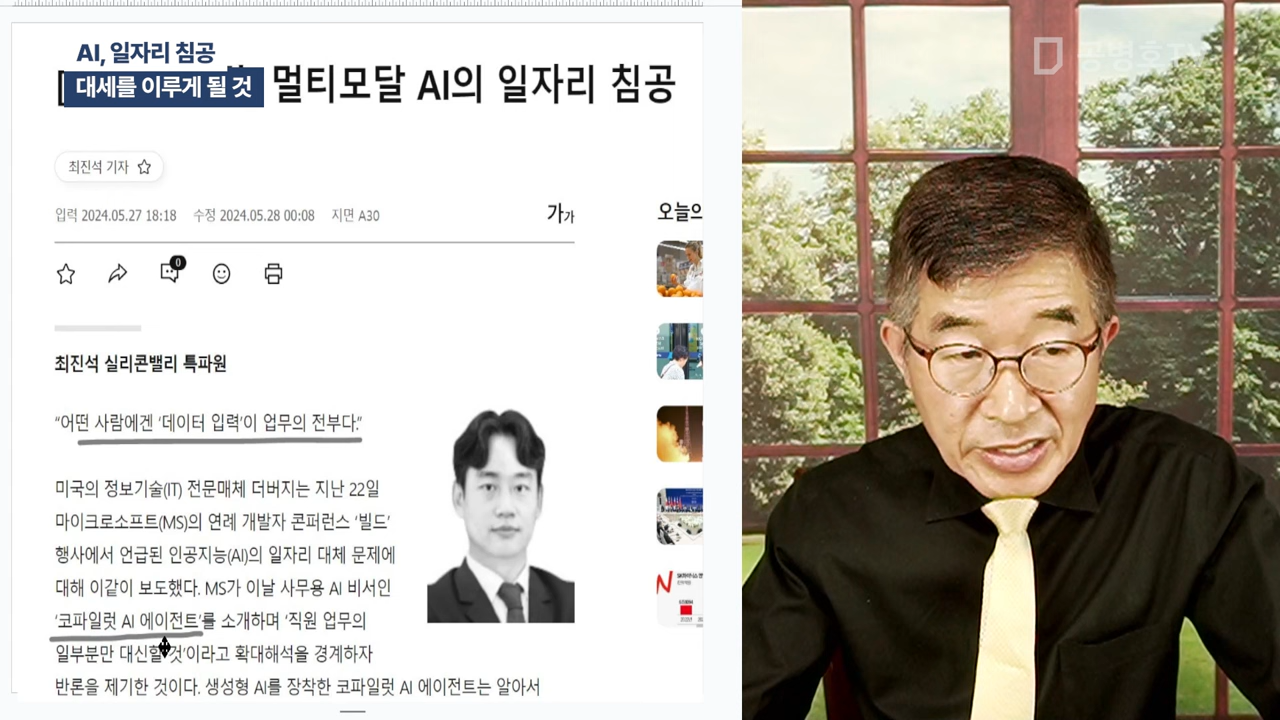 AI, 일자리 침공
대세를 이루게 될 것
멀티모달 AI의 일자리 침공
공병호TV
최진석 기자
입력 2024.05.27 18:18 수정 2024.05.28 00:08 지면 A30
가가
오늘의
0
최진석 실리콘밸리 특파원
“어떤 사람에겐 ‘데이터 입력’이 업무의 전부다.”
미국의 정보기술(IT) 전문매체 더버지는 지난 22일
마이크로소프트(MS)의 연례 개발자 콘퍼런스 ‘빌드’
행사에서 언급된 인공지능(AI)의 일자리 대체 문제에
대해 이같이 보도했다. MS가 이날 사무용 AI 비서인
‘코파일럿 AI 에이전트’를 소개하며 ‘직원 업무의
일부분만 대신할 것’이라고 확대해석을 경계하자
반론을 제기한 것이다. 생성형 AI를 장착한 코파일럿 AI 에이전트는 알아서